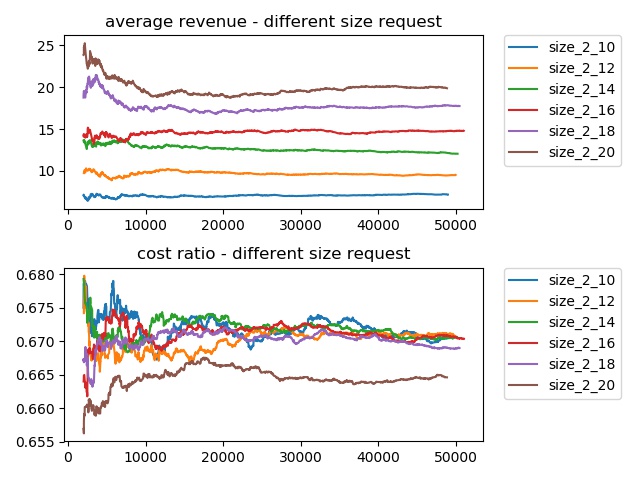 average revenue - different size request
25
20
15
10
0
10000
20000
30000
40000
50000
size_2_10
size_2_12
size_2_14
size_2_16
size_2_18
size_2_20
cost ratio - different size request
0.680
0.675
0.670
0.665
0.660
0.655
0
10000
20000
30000
40000
50000
size_2_10
size_2_12
size_2_14
size_2_16
size_2_18
size_2_20